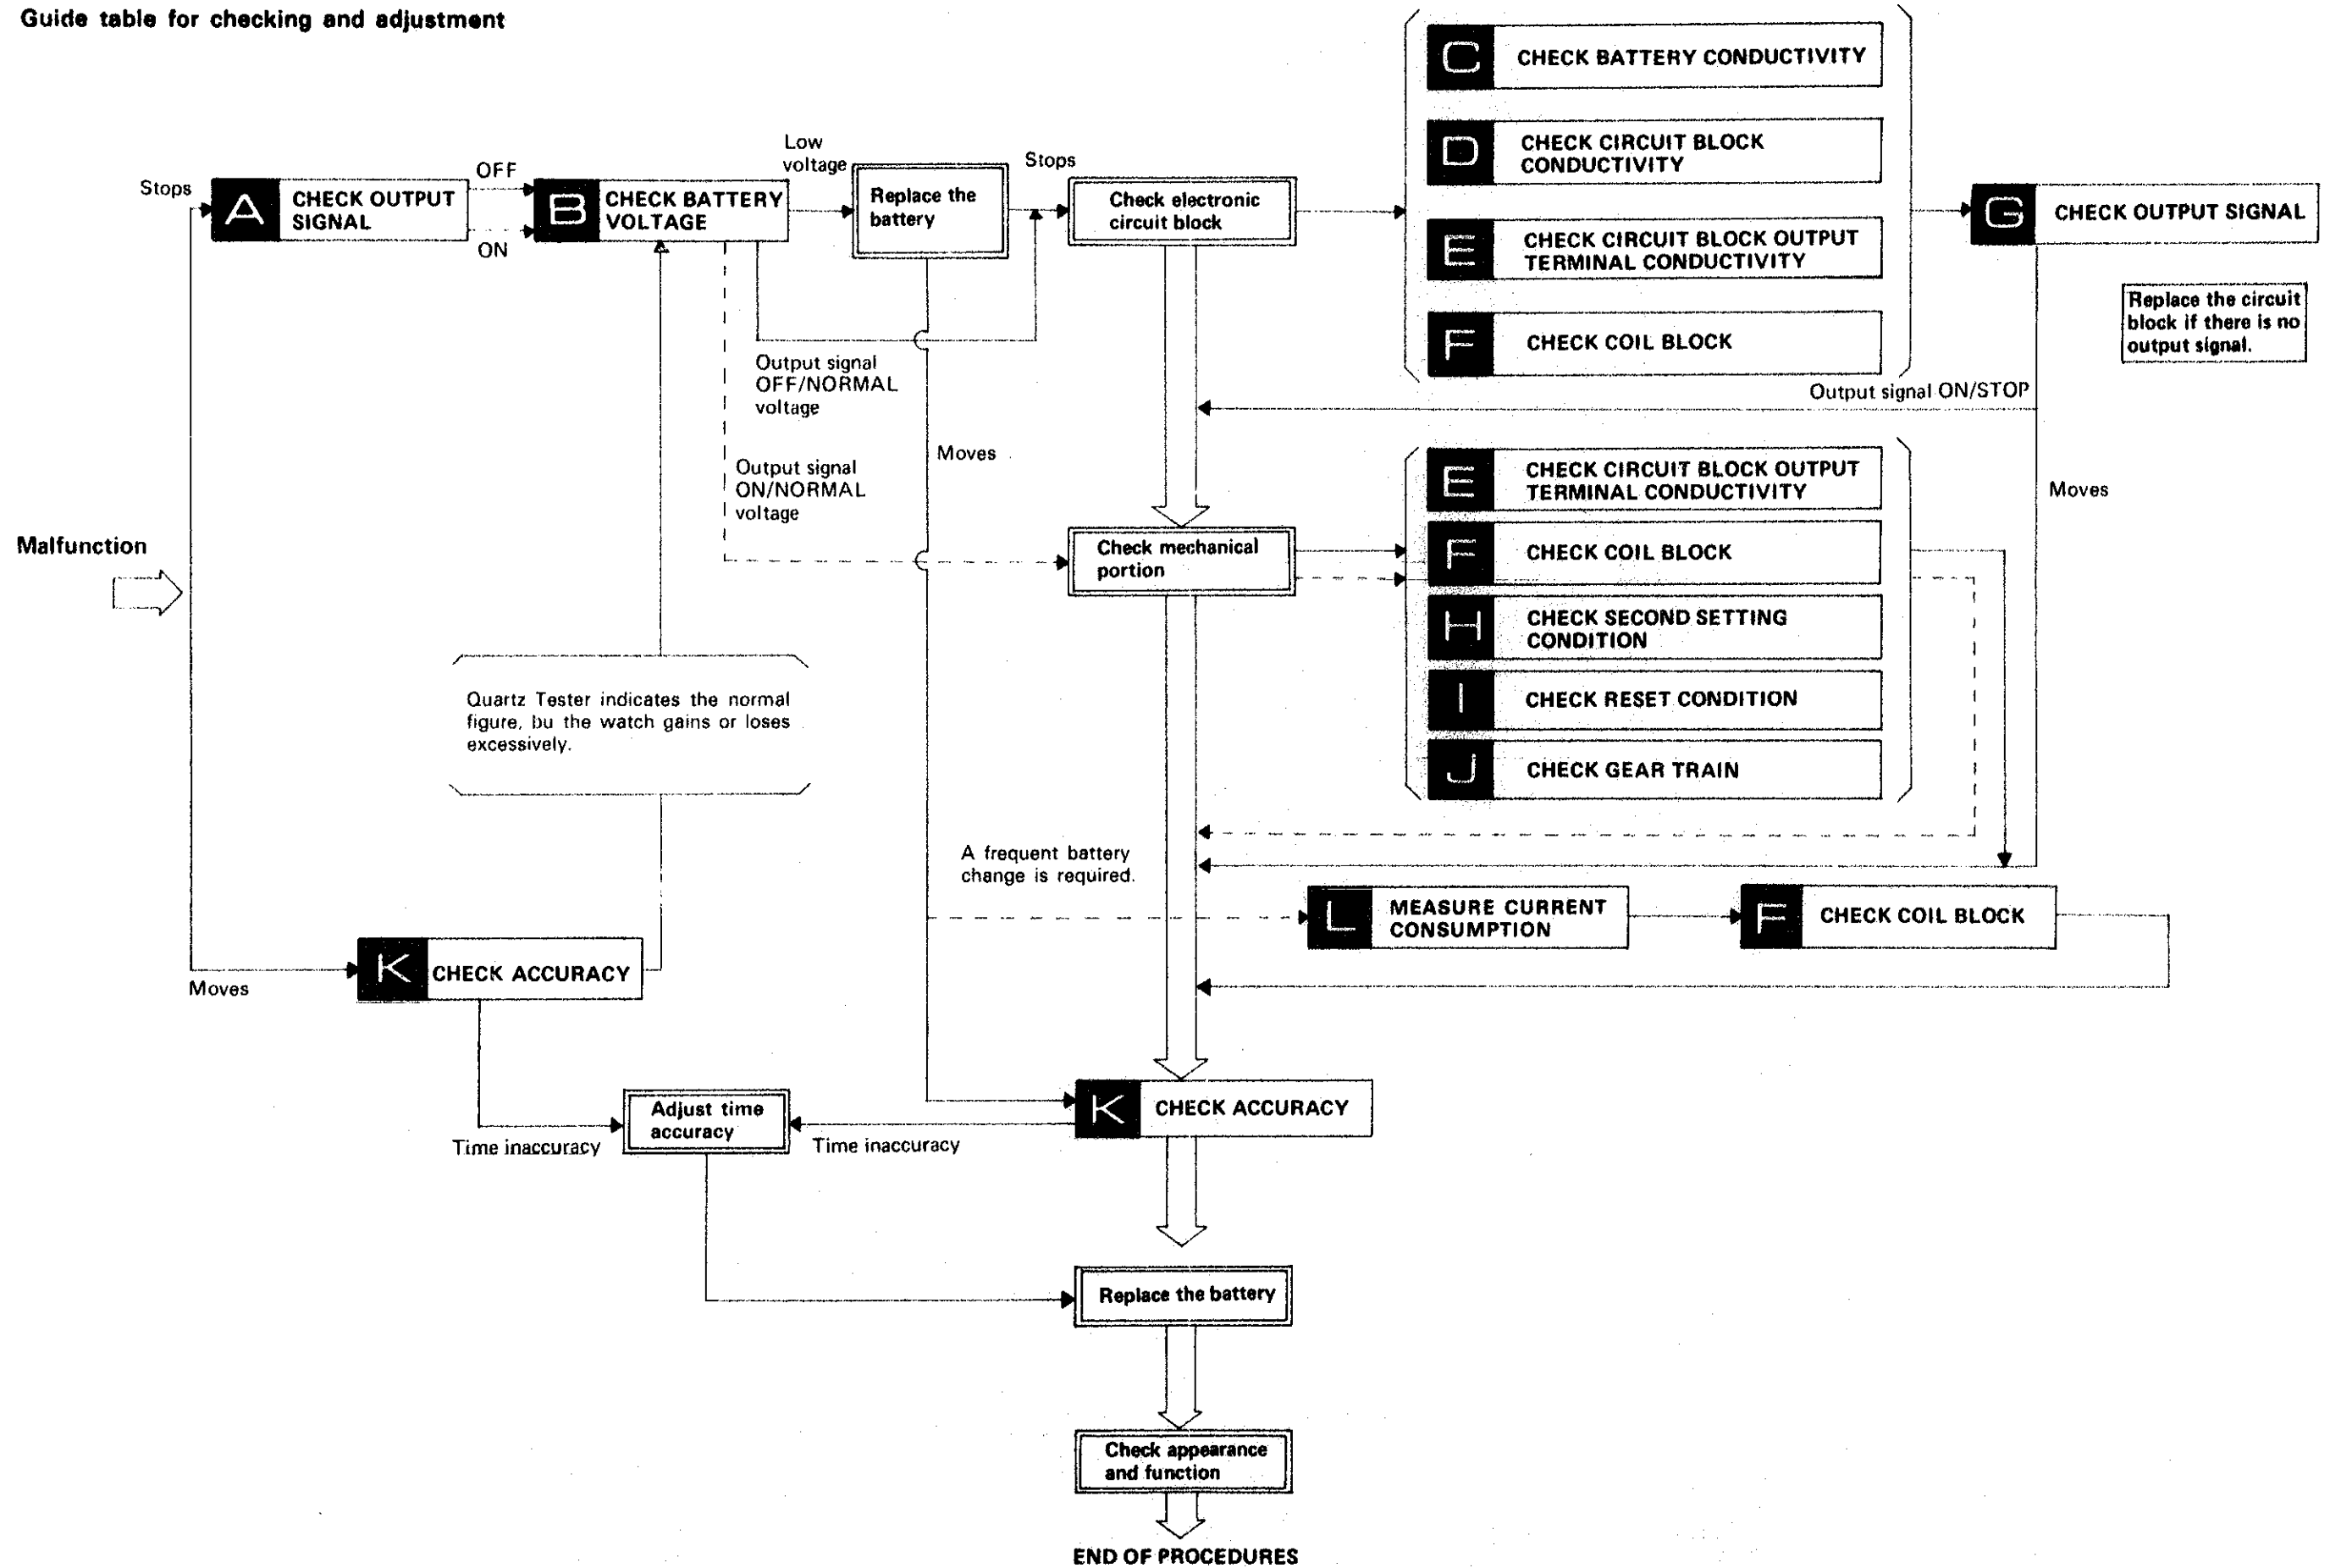 Guide table for checking and adjustment
C
CHECK BATTERY CONDUCTIVITY
D
CHECK CIRCUIT BLOCK
CONDUCTIVITY
E
CHECK CIRCUIT BLOCK OUTPUT
TERMINAL CONDUCTIVITY
F
CHECK COIL BLOCK
Stops
A
CHECK OUTPUT
SIGNAL
OFF
ON
B
CHECK BATTERY
VOLTAGE
Low
voltage
Replace the
battery
Stops
Check electronic
circuit block
G
CHECK OUTPUT SIGNAL
Replace the circuit
block if there is no
output signal.
Output signal
OFF/NORMAL
voltage
Output signal ON/STOP
Output signal
ON/NORMAL
voltage
Moves
Moves
Malfunction
Check mechanical
portion
E
CHECK CIRCUIT BLOCK OUTPUT
TERMINAL CONDUCTIVITY
F
CHECK COIL BLOCK
H
CHECK SECOND SETTING
CONDITION
I
CHECK RESET CONDITION
J
CHECK GEAR TRAIN
Quartz Tester indicates the normal
figure, bu the watch gains or loses
excessively.
A frequent battery
change is required.
L
MEASURE CURRENT
CONSUMPTION
F
CHECK COIL BLOCK
Moves
K
CHECK ACCURACY
Time inaccuracy
Adjust time
accuracy
Time inaccuracy
K
CHECK ACCURACY
Replace the battery
Check appearance
and function
END OF PROCEDURES